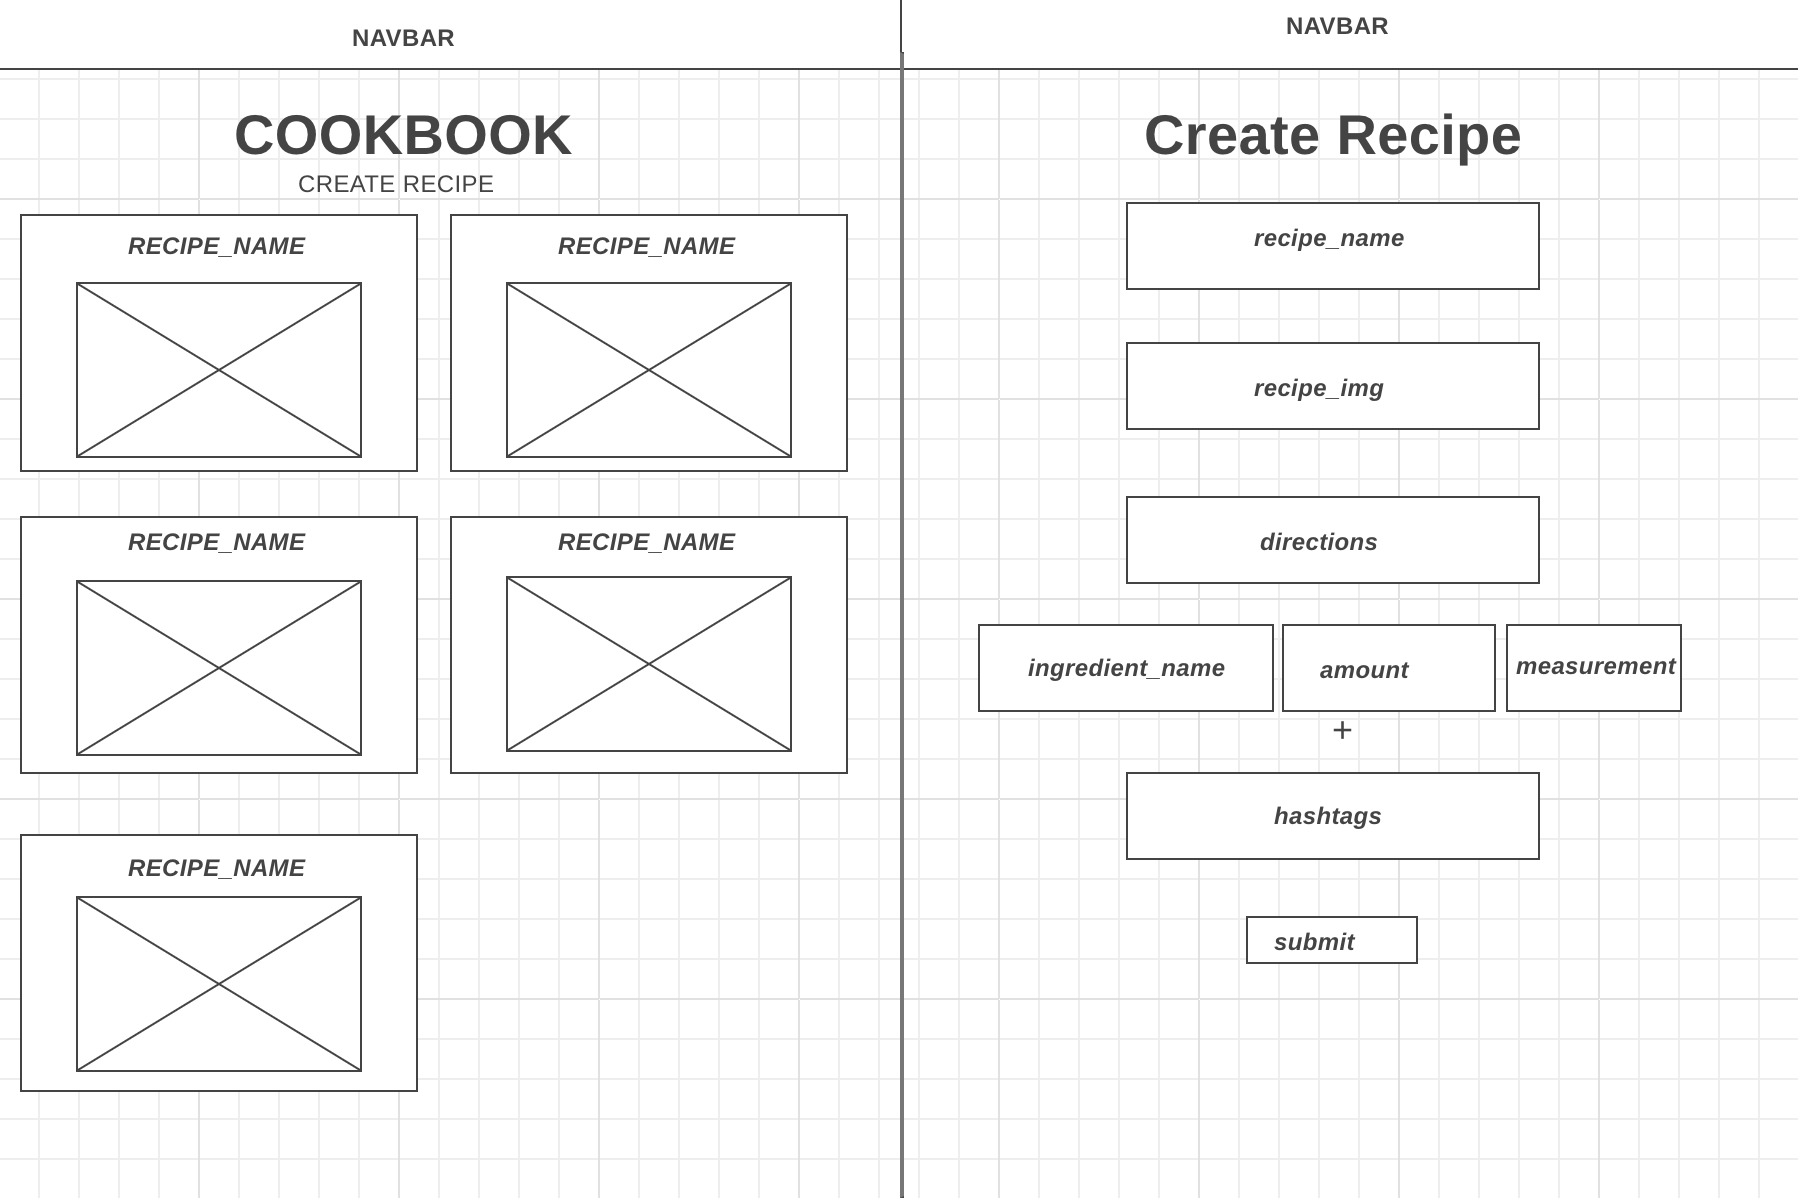 NAVBAR
COOKBOOK
CREATE RECIPE
RECIPE_NAME
RECIPE_NAME
RECIPE_NAME
RECIPE_NAME
RECIPE_NAME
NAVBAR
Create Recipe
recipe_name
recipe_img
directions
ingredient_name amount measurement
+
hashtags
submit